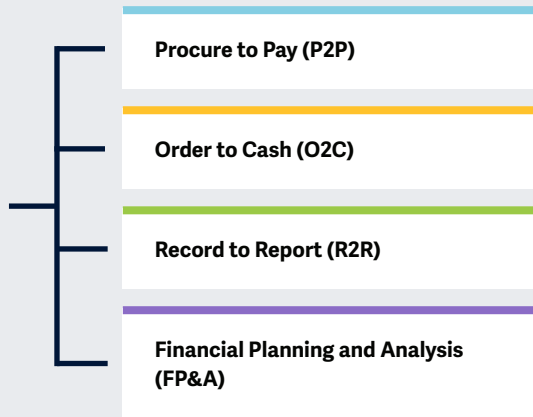 Procure to Pay (P2P)
Order to Cash (O2C)
Record to Report (R2R)
Financial Planning and Analysis
(FP&A)